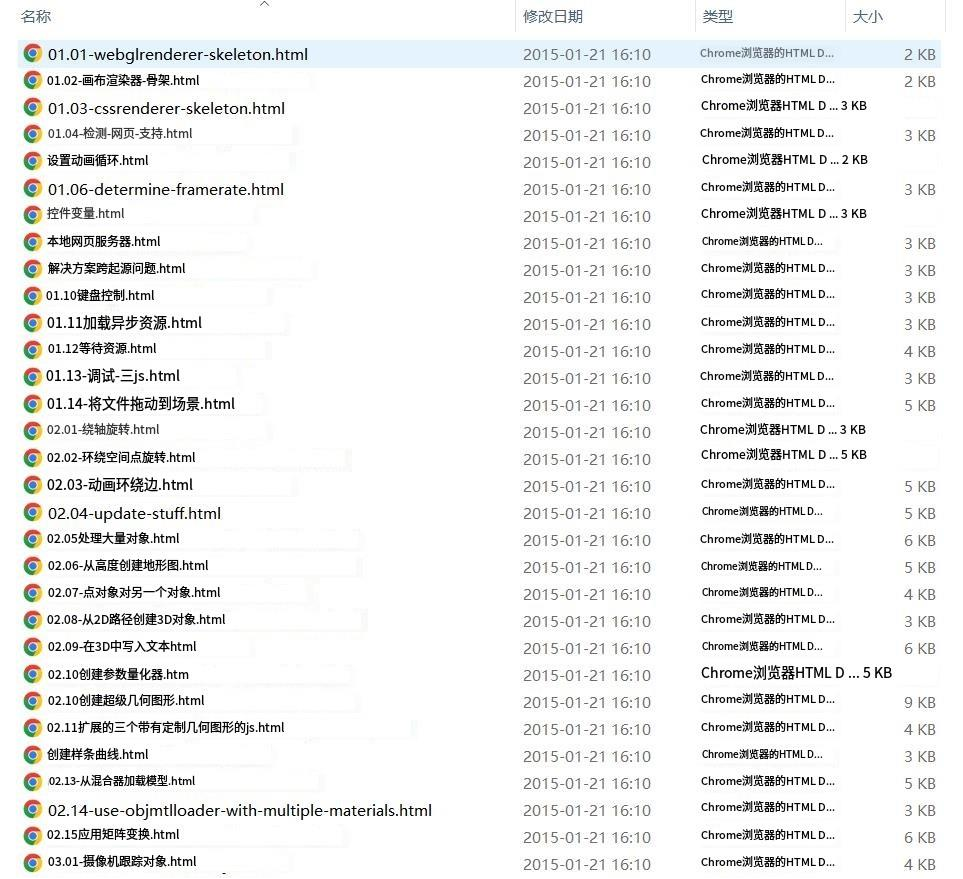 名称 修改日期 类型 大小
01.01-webglrenderer-skeleton.html 2015-01-21 16:10 Chrome浏览器的HTML D... 2 KB
01.02-画布渲染器-骨架.html 2015-01-21 16:10 Chrome浏览器的HTML D... 2 KB
01.03-cssrenderer-skeleton.html 2015-01-21 16:10 Chrome浏览器HTML D ... 3 KB
01.04-检测-网页-支持.html 2015-01-21 16:10 Chrome浏览器的HTML D... 3 KB
设置动画循环.html 2015-01-21 16:10 Chrome浏览器HTML D ... 2 KB
01.06-determine-framerate.html 2015-01-21 16:10 Chrome浏览器的HTML D... 3 KB
控件变量.html 2015-01-21 16:10 Chrome浏览器HTML D ... 3 KB
本地网页服务器.html 2015-01-21 16:10 Chrome浏览器的HTML D... 3 KB
解决方案跨起源问题.html 2015-01-21 16:10 Chrome浏览器的HTML D... 3 KB
01.10键盘控制.html 2015-01-21 16:10 Chrome浏览器的HTML D... 3 KB
01.11加载异步资源.html 2015-01-21 16:10 Chrome浏览器的HTML D... 3 KB
01.12等待资源.html 2015-01-21 16:10 Chrome浏览器的HTML D... 4 KB
01.13-调试-三js.html 2015-01-21 16:10 Chrome浏览器的HTML D... 3 KB
01.14-将文件拖动到场景.html 2015-01-21 16:10 Chrome浏览器的HTML D... 5 KB
02.01-绕轴旋转.html 2015-01-21 16:10 Chrome浏览器HTML D ... 3 KB
02.02-环绕空间点旋转.html 2015-01-21 16:10 Chrome浏览器HTML D ... 5 KB
02.03-动画环绕边.html 2015-01-21 16:10 Chrome浏览器的HTML D... 5 KB
02.04-update-stuff.html 2015-01-21 16:10 Chrome浏览器的HTML D... 5 KB
02.05处理大量对象.html 2015-01-21 16:10 Chrome浏览器的HTML D... 6 KB
02.06-从高度创建地形图.html 2015-01-21 16:10 Chrome浏览器的HTML D... 5 KB
02.07-点对象对另一个对象.html 2015-01-21 16:10 Chrome浏览器的HTML D... 4 KB
02.08-从2D路径创建3D对象.html 2015-01-21 16:10 Chrome浏览器的HTML D... 3 KB
02.09-在3D中写入文本html 2015-01-21 16:10 Chrome浏览器的HTML D... 6 KB
02.10创建参数量化器.htm 2015-01-21 16:10 Chrome浏览器HTML D ... 5 KB
02.10创建超级几何图形.html 2015-01-21 16:10 Chrome浏览器的HTML D... 9 KB
02.11扩展的三个带有定制几何图形的js.html 2015-01-21 16:10 Chrome浏览器的HTML D... 4 KB
创建样条曲线.html 2015-01-21 16:10 Chrome浏览器的HTML D... 3 KB
02.13-从混合器加载模型.html 2015-01-21 16:10 Chrome浏览器的HTML D... 5 KB
02.14-use-objmtlloader-with-multiple-materials.html 2015-01-21 16:10 Chrome浏览器的HTML D... 3 KB
02.15应用矩阵变换.html 2015-01-21 16:10 Chrome浏览器的HTML D... 6 KB
03.01-摄像机跟踪对象.html 2015-01-21 16:10 Chrome浏览器的HTML D... 4 KB